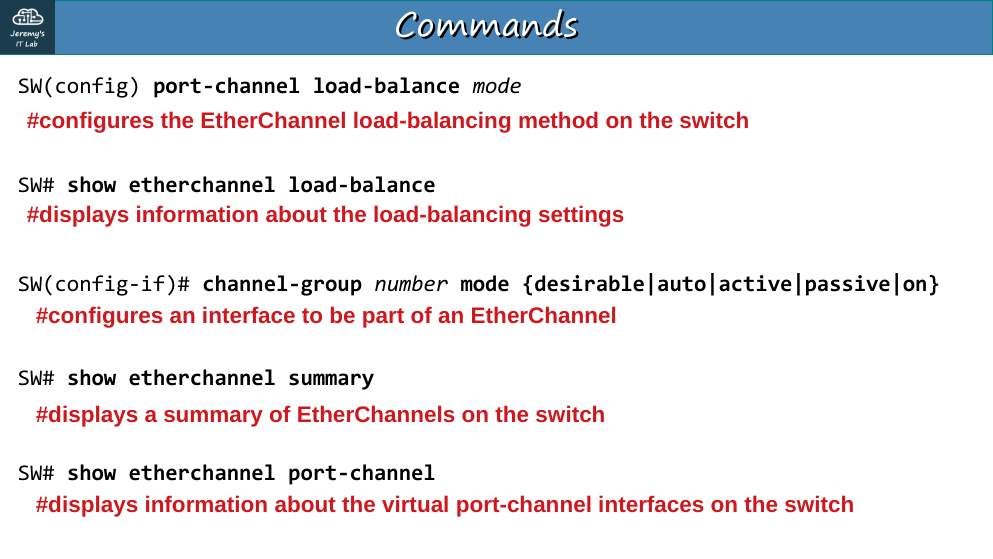 Jeremy's
IT Lab
Commands
SW(config) port-channel load-balance mode
#configures the EtherChannel load-balancing method on the switch
SW# show etherchannel load-balance
#displays information about the load-balancing settings
SW(config-if)# channel-group number mode {desirable|auto|active|passive|on}
#configures an interface to be part of an EtherChannel
SW# show etherchannel summary
#displays a summary of EtherChannels on the switch
SW# show etherchannel port-channel
#displays information about the virtual port-channel interfaces on the switch